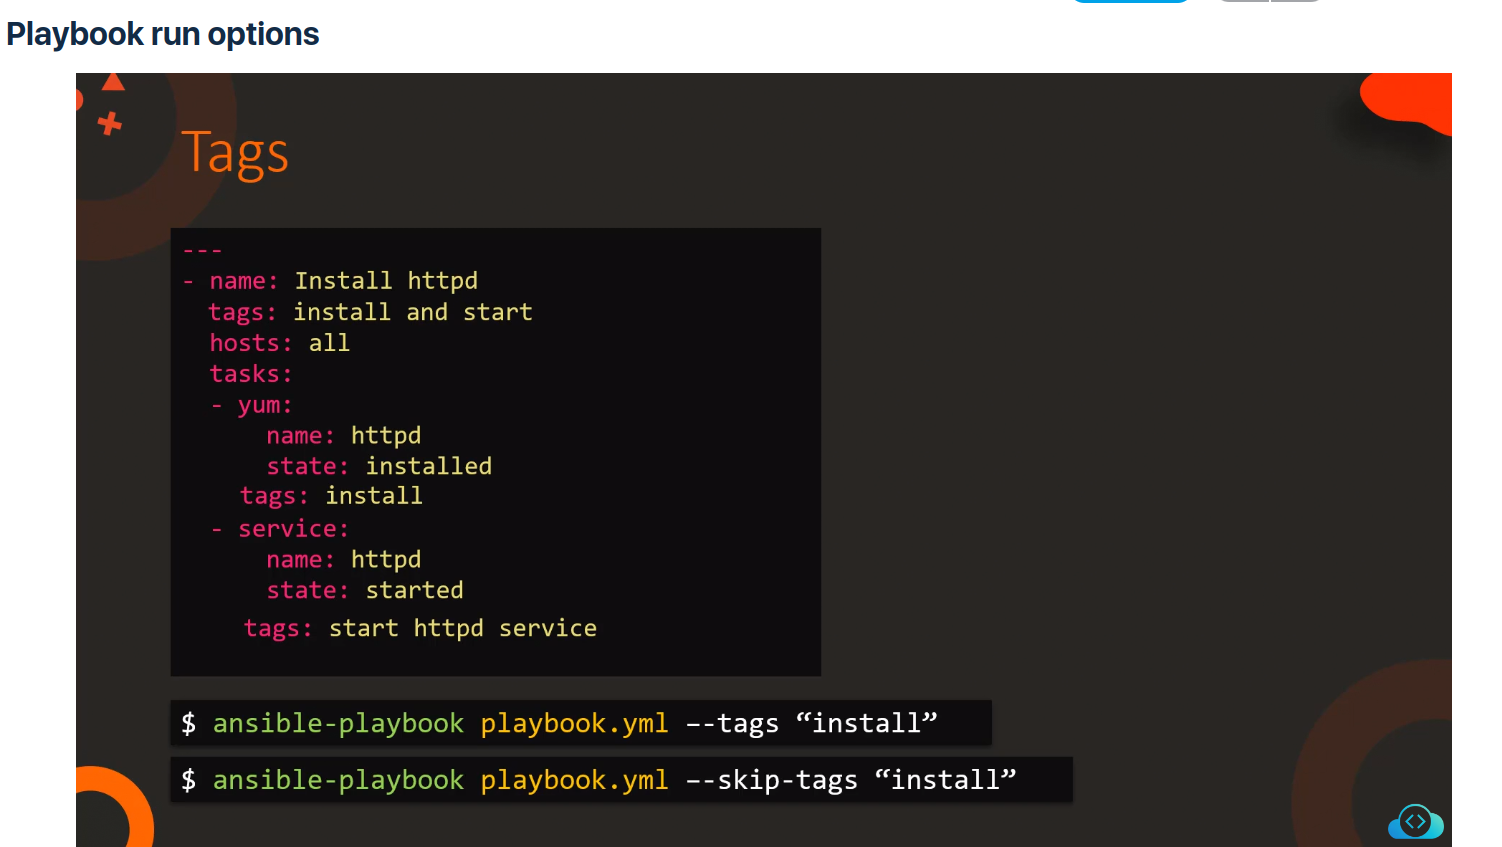 Playbook run options
Tags
---
- name: Install httpd
  tags: install and start
  hosts: all
  tasks:
  - yum:
      name: httpd
      state: installed
    tags: install
  - service:
      name: httpd
      state: started
    tags: start httpd service
$ ansible-playbook playbook.yml –-tags “install”
$ ansible-playbook playbook.yml –-skip-tags “install”